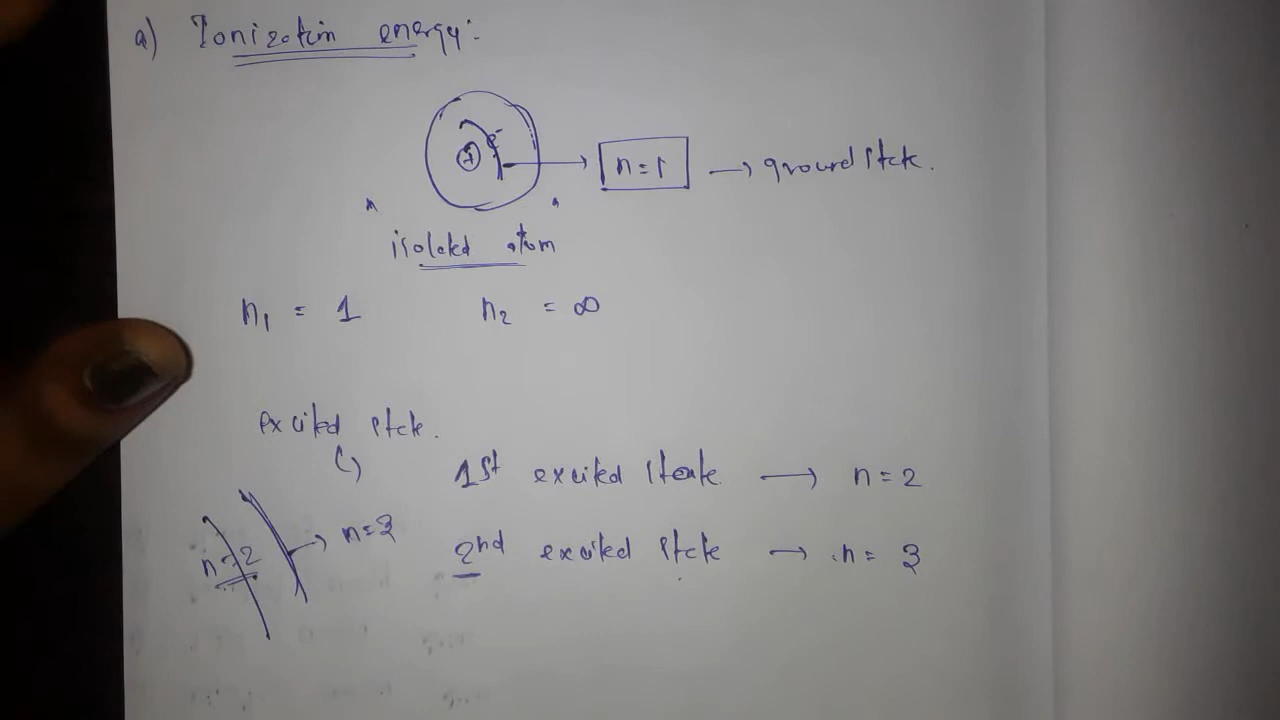 a) Ionization energy:
+ e⁻ → n=1 → ground state.
isolated atom
n₁ = 1 n₂ = ∞
excited state.
1st excited state → n=2
n=2 → n=3 2nd excited state → n=3